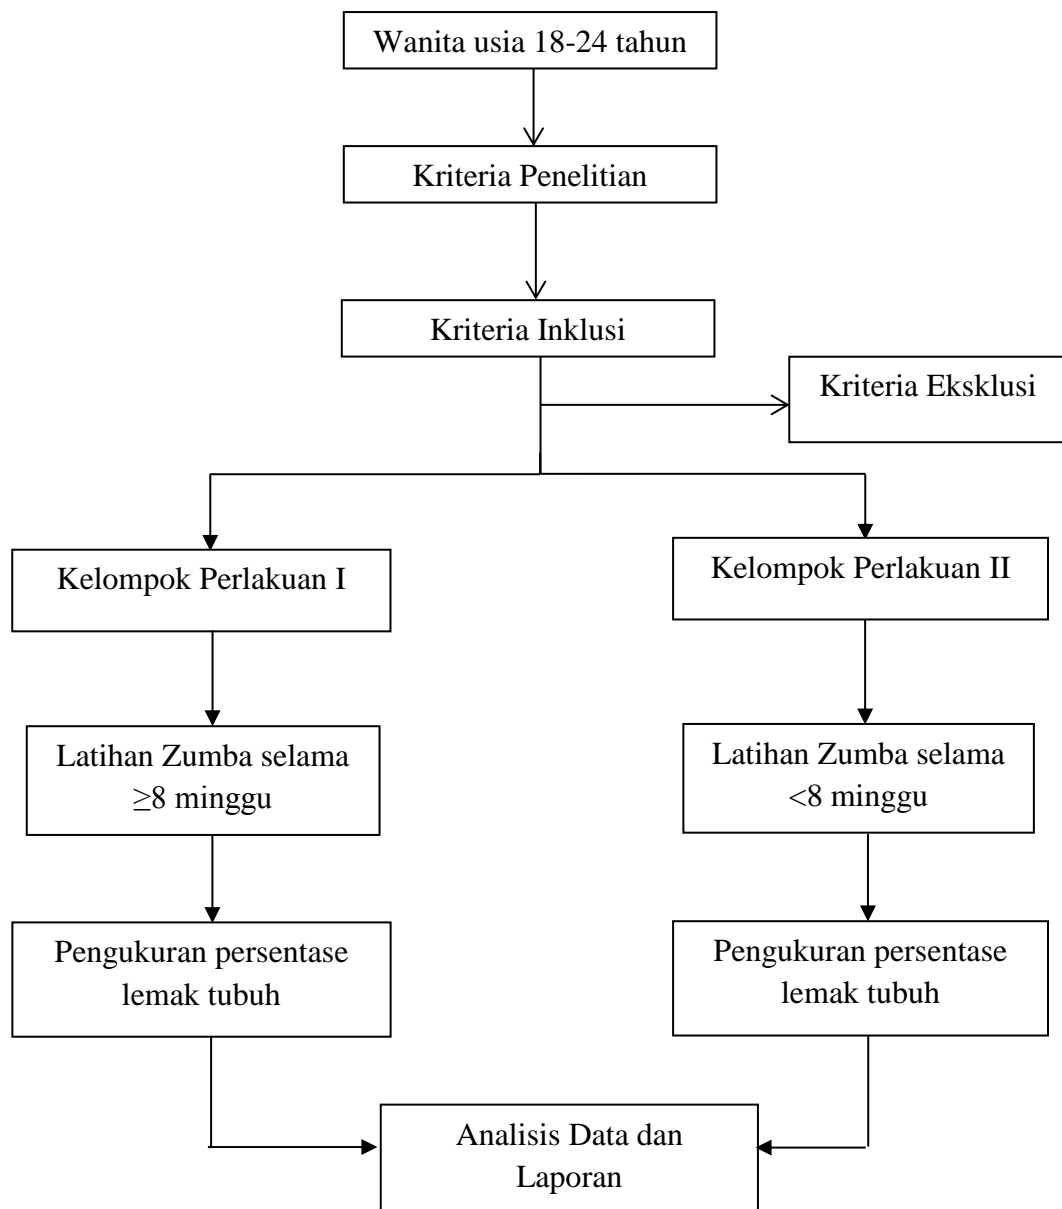 Wanita usia 18-24 tahun
Kriteria Penelitian
Kriteria Inklusi
Kriteria Eksklusi
Kelompok Perlakuan I
Kelompok Perlakuan II
Latihan Zumba selama
≥8 minggu
Latihan Zumba selama
<8 minggu
Pengukuran persentase
lemak tubuh
Pengukuran persentase
lemak tubuh
Analisis Data dan
Laporan